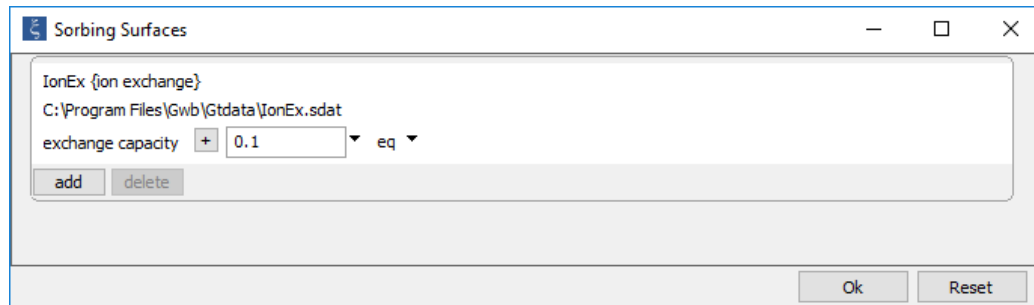 ξ Sorbing Surfaces
IonEx {ion exchange}
C:\Program Files\Gwb\Gtdata\IonEx.sdat
exchange capacity + 0.1 eq
add delete
Ok Reset